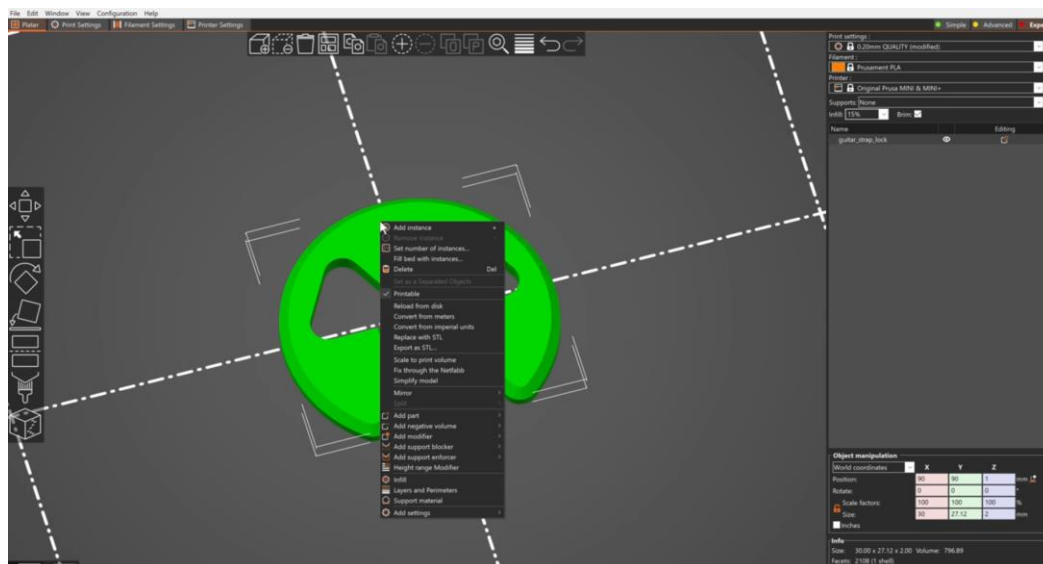 File Edit Window View Configuration Help
Plater Print Settings Filament Settings Printer Settings
Simple Advanced Expe
Print settings :
0.20mm QUALITY (modified)
Filament :
Prusament PLA
Printer :
Original Prusa MINI & MINI+
Supports: None
Infill: 15% Brim:
Name Editing
guitar_strap_lock
Add instance +
Remove instance -
Set number of instances...
Fill bed with instances...
Delete Del
Set as a Separated Objects
Printable
Reload from disk
Convert from meters
Convert from imperial units
Replace with STL
Export as STL...
Scale to print volume
Fix through the Netfabb
Simplify model
Mirror
Split
Add part
Add negative volume
Add modifier
Add support blocker
Add support enforcer
Height range Modifier
Infill
Layers and Perimeters
Support material
Add settings
Object manipulation
World coordinates X Y Z
Position: 90 90 1 mm
Rotate: 0 0 0 °
Scale factors: 100 100 100 %
Size: 30 27.12 2 mm
Inches
Info
Size: 30.00 x 27.12 x 2.00 Volume: 796.89
Facets: 2108 (1 shell)